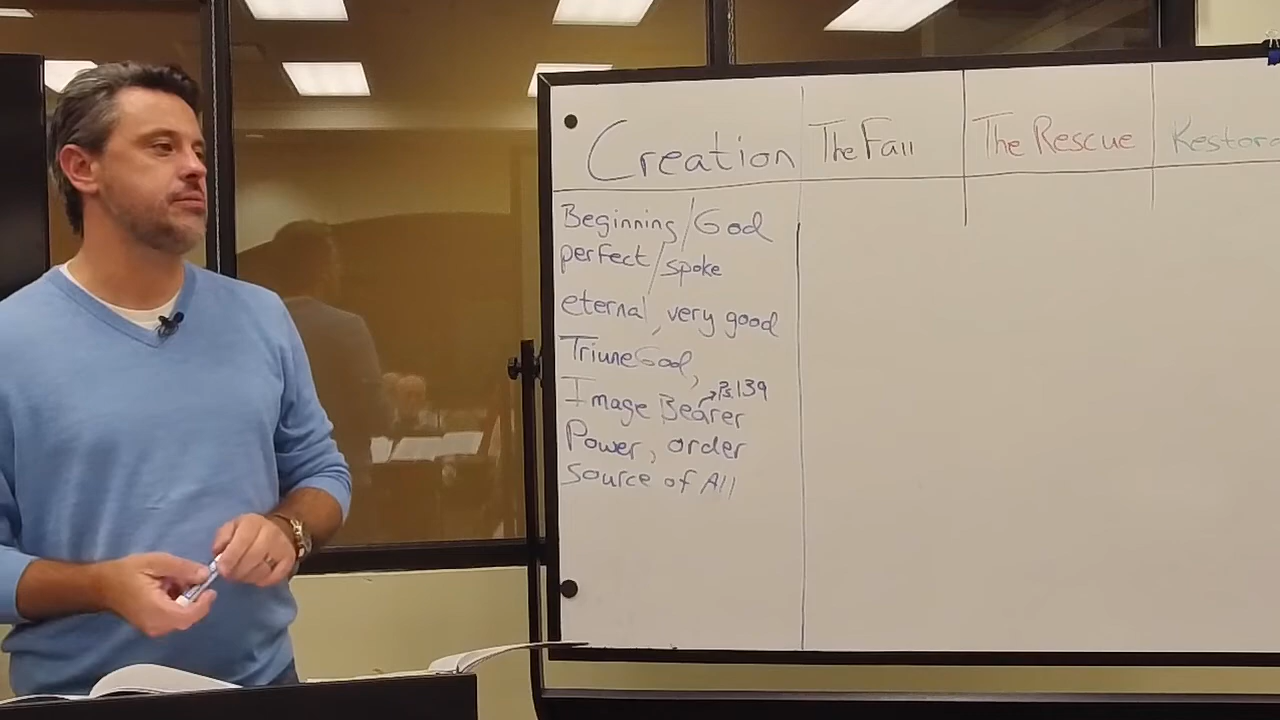 Creation The Fall The Rescue Restora
Beginning/God
perfect/spoke
eternal, very good
Triune God,
→Ps.139
Image Bearer
Power, order
Source of All